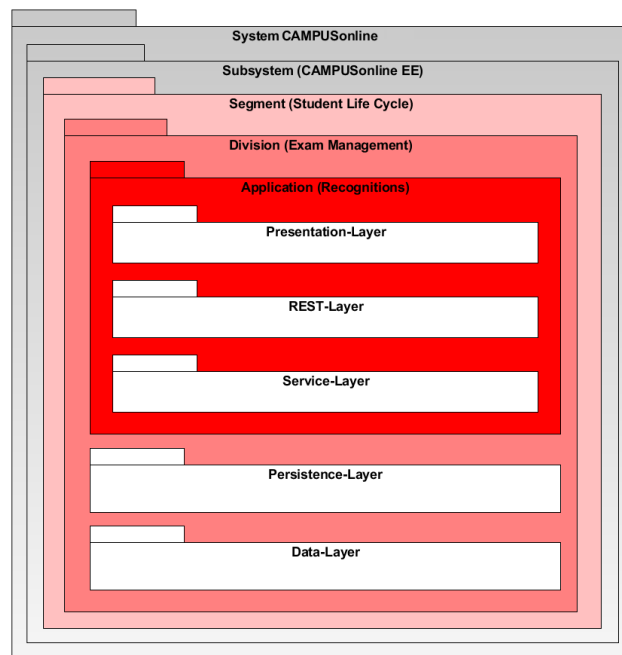 System CAMPUSonline
Subsystem (CAMPUSonline EE)
Segment (Student Life Cycle)
Division (Exam Management)
Application (Recognitions)
Presentation-Layer
REST-Layer
Service-Layer
Persistence-Layer
Data-Layer